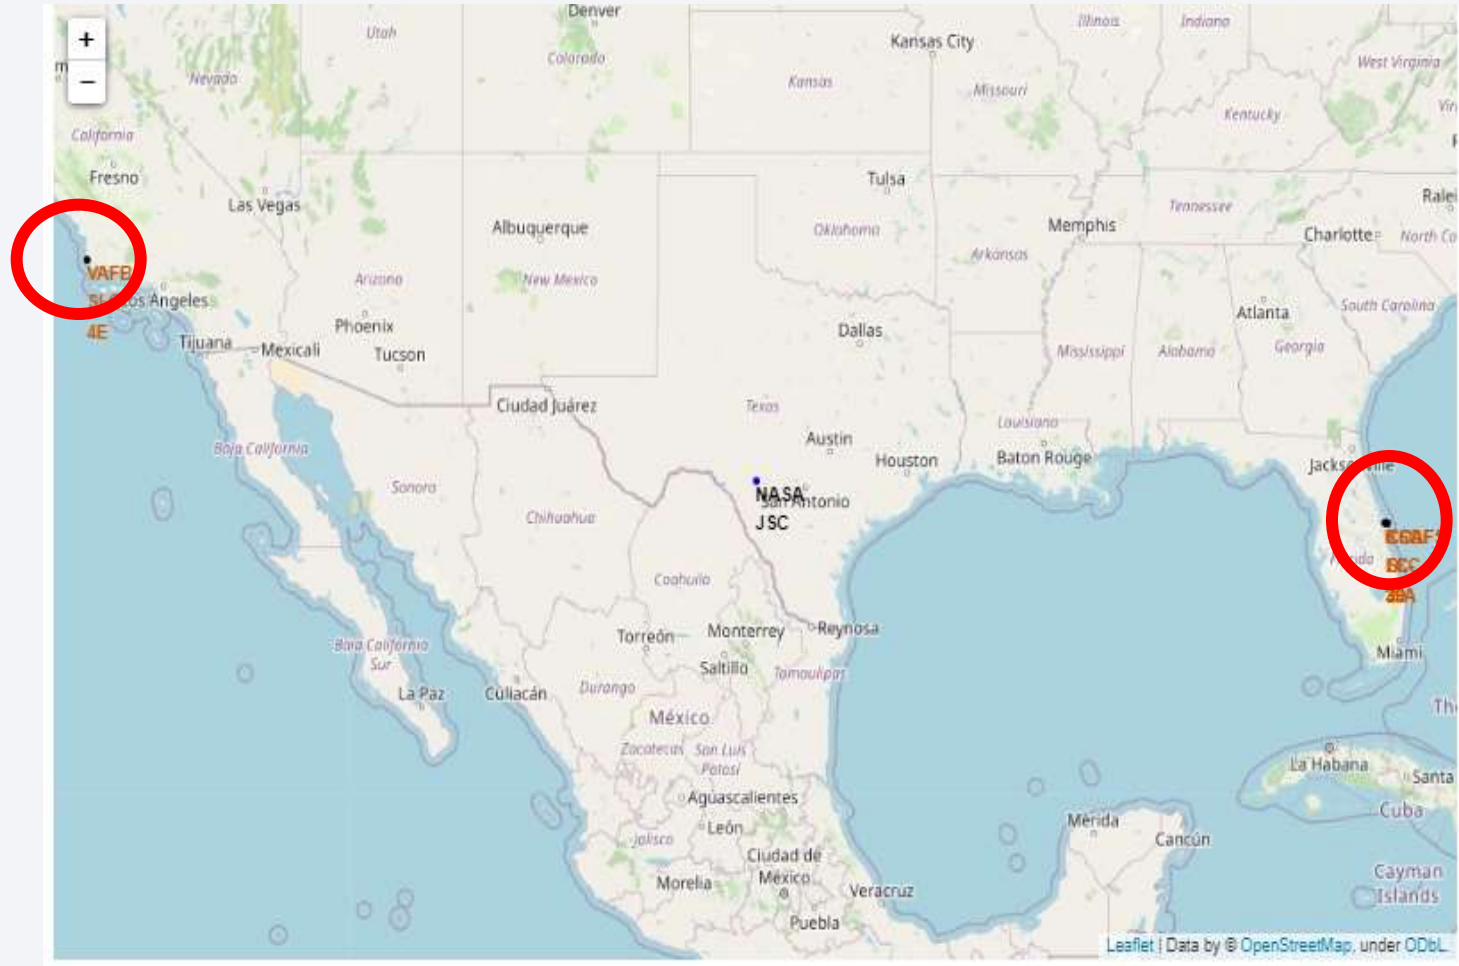 Denver
Utah
Illinois
Indiana
Kansas City
Colorado
West Virginia
Nevada
Kansas
Missouri
Kentucky
California
Fresno
Tulsa
Las Vegas
Tennessee
Albuquerque
Oklahoma
Memphis
Charlotte
Arkansas
VAFB
Arizona
New Mexico
Los Angeles
4E
Atlanta
South Carolina
Phoenix
Dallas
Tijuana
Mexicali
Tucson
Mississippi
Alabama
Georgia
Ciudad Juárez
Texas
Louisiana
Austin
Baja California
Houston
Baton Rouge
Jacksonville
Sonora
NASA
JSC
San Antonio
Chihuahua
Florida
Coahuila
Torreón
Monterrey
Reynosa
Baja California
Sur
Saltillo
Tamaulipas
Miami
La Paz
Culiacán
Durango
México
Zacatecas
San Luis
Potosí
La Habana
Santa
Aguascalientes
Cuba
León
Jalisco
Mérida
Cancún
Ciudad de
México
Morelia
Veracruz
Cayman
Islands
Puebla
+
−
Leaflet | Data by © OpenStreetMap, under ODbL.